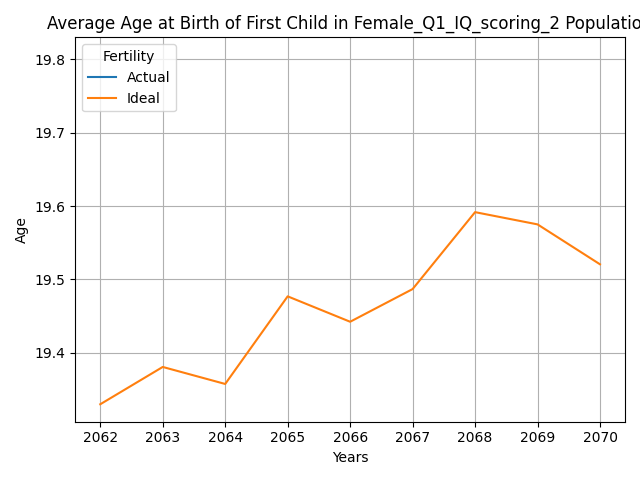 Average Age at Birth of First Child in Female_Q1_IQ_scoring_2 Populatio
Fertility
Actual
Ideal
19.8
19.7
19.6
19.5
19.4
Age
2062 2063 2064 2065 2066 2067 2068 2069 2070
Years